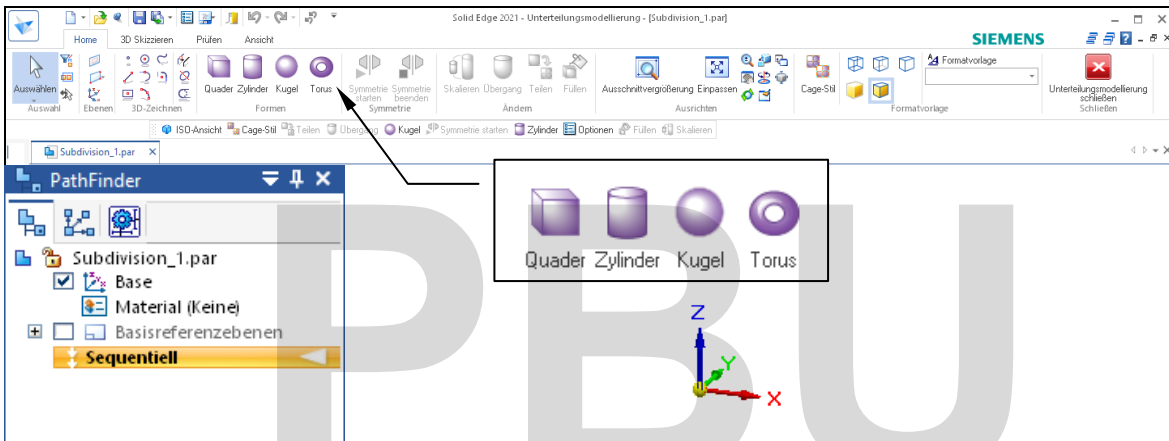 Solid Edge 2021 - Unterteilungsmodellierung - [Subdivision_1.par]
Home 3D Skizzieren Prüfen Ansicht
SIEMENS
Auswählen
Quader Zylinder Kugel Torus
Symmetrie starten Symmetrie beenden
Skalieren Übergang Teilen Füllen
Ausschnittvergrößerung Einpassen
Cage-Stil
Formatvorlage
Unterteilungsmodellierung schließen
Auswahl Ebenen 3D-Zeichnen Formen Symmetrie Ändern Ausrichten Formatvorlage Schließen
ISO-Ansicht Cage-Stil Teilen Übergang Kugel Symmetrie starten Zylinder Optionen Füllen Skalieren
Subdivision_1.par
PathFinder
Subdivision_1.par
Base
Material (Keine)
Basisreferenzebenen
Sequentiell
Quader Zylinder Kugel Torus
Z
Y
X
PBU